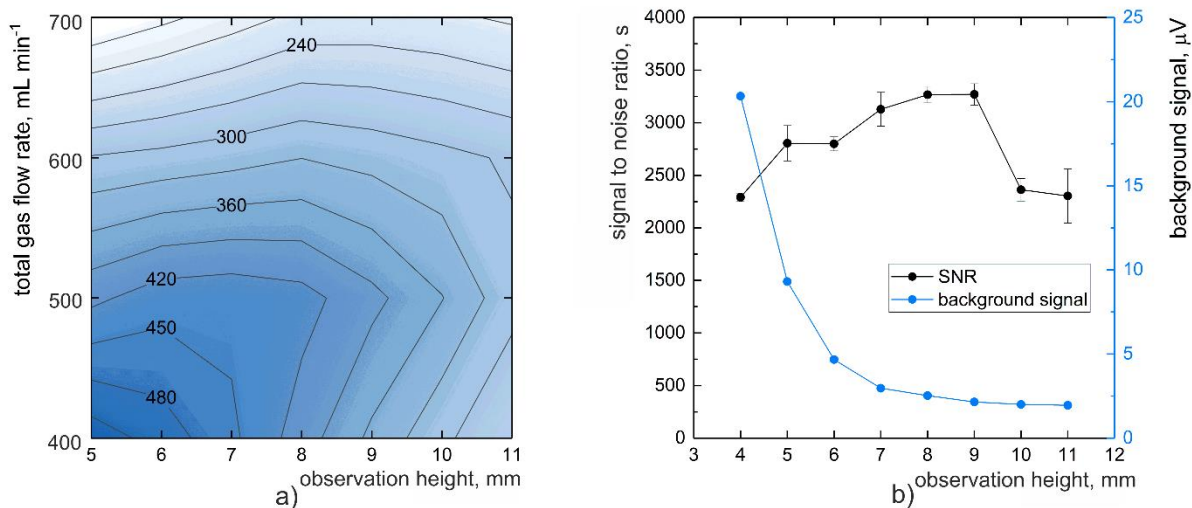 total gas flow rate, mL min-1
700
600
500
400
240
300
360
420
450
480
5 6 7 8 9 10 11
observation height, mm
a)
signal to noise ratio, s
4000
3500
3000
2500
2000
1500
1000
750
500
250
0
SNR
background signal
25
20
15
10
5
0
background signal, μV
3 4 5 6 7 8 9 10 11 12
observation height, mm
b)